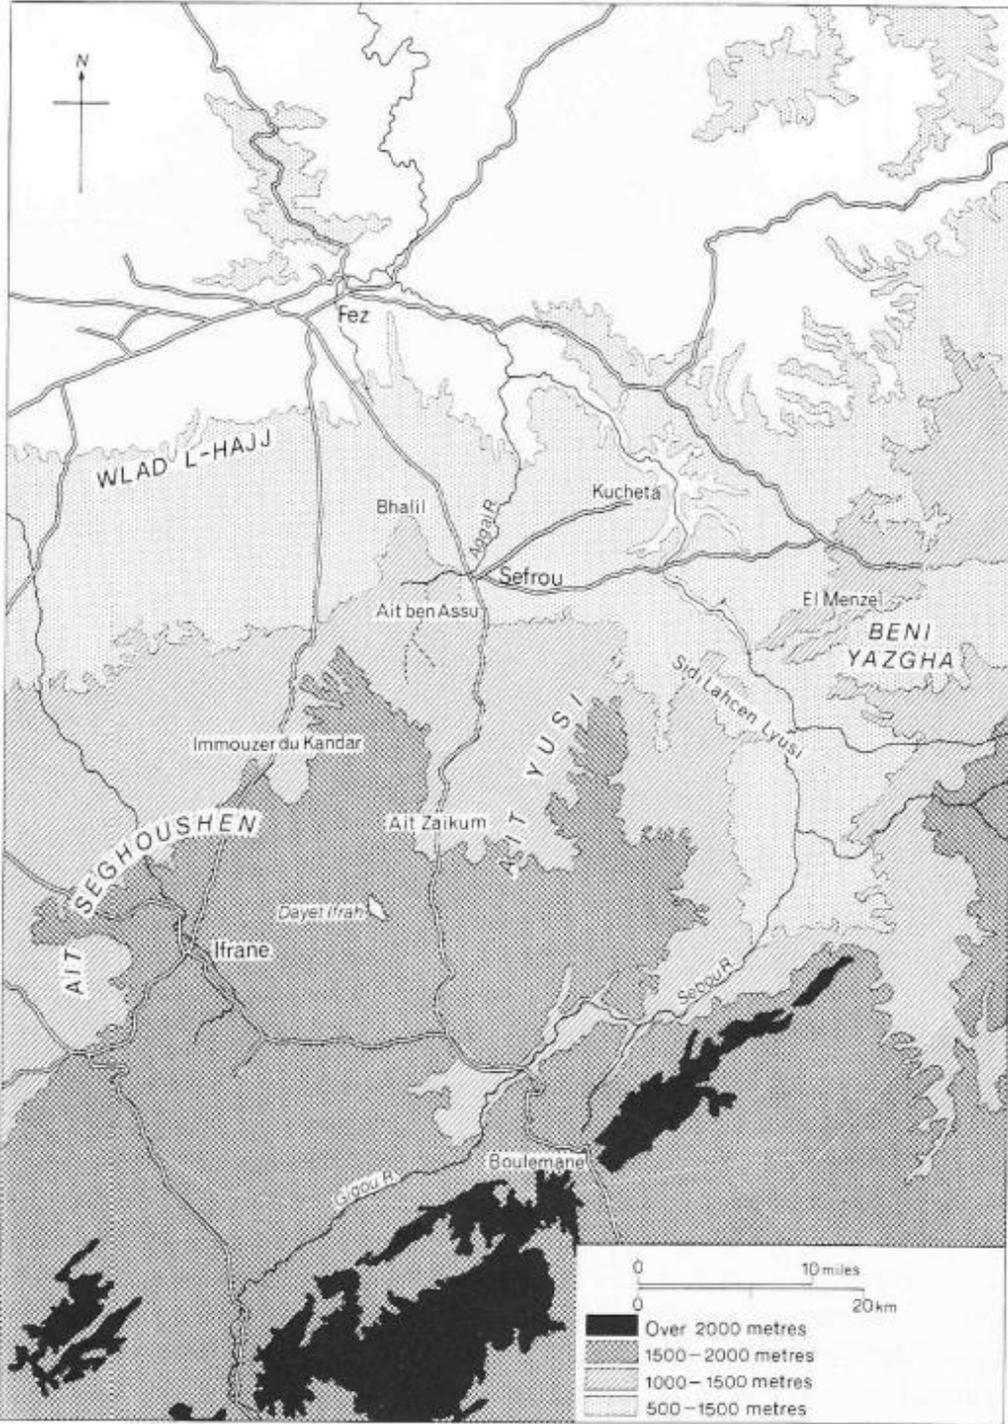 N
Fez
WLAD L-HAJJ
Bhalil
Aggai R
Kucheta
Sefrou
Ait ben Assu
El Menzel
BENI
YAZGHA
Sidi Lahcen Lyusi
Immouzer du Kandar
AIT YUSI
Ait Zaikum
AIT SEGHOUSHEN
Dayet Ifrah
Ifrane
Sebou R.
Boulemane
Gigou R.
0 10 miles
0 20 km
Over 2000 metres
1500-2000 metres
1000-1500 metres
500-1500 metres